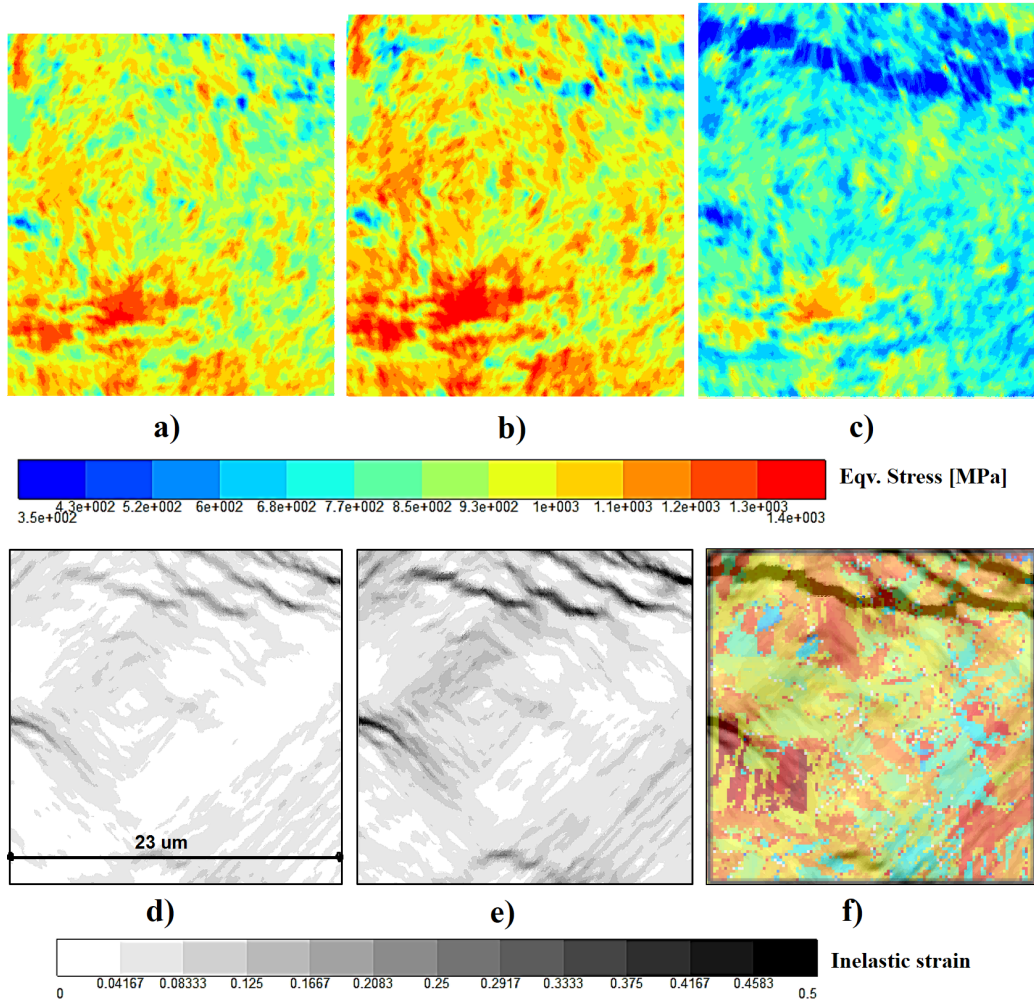 a)
b)
c)
Eqv. Stress [MPa]
4.3e+002 5.2e+002 6e+002 6.8e+002 7.7e+002 8.5e+002 9.3e+002 1e+003 1.1e+003 1.2e+003 1.3e+003
3.5e+002 1.4e+003
23 um
d)
e)
f)
Inelastic strain
0.04167 0.08333 0.125 0.1667 0.2083 0.25 0.2917 0.3333 0.375 0.4167 0.4583
0 0.5